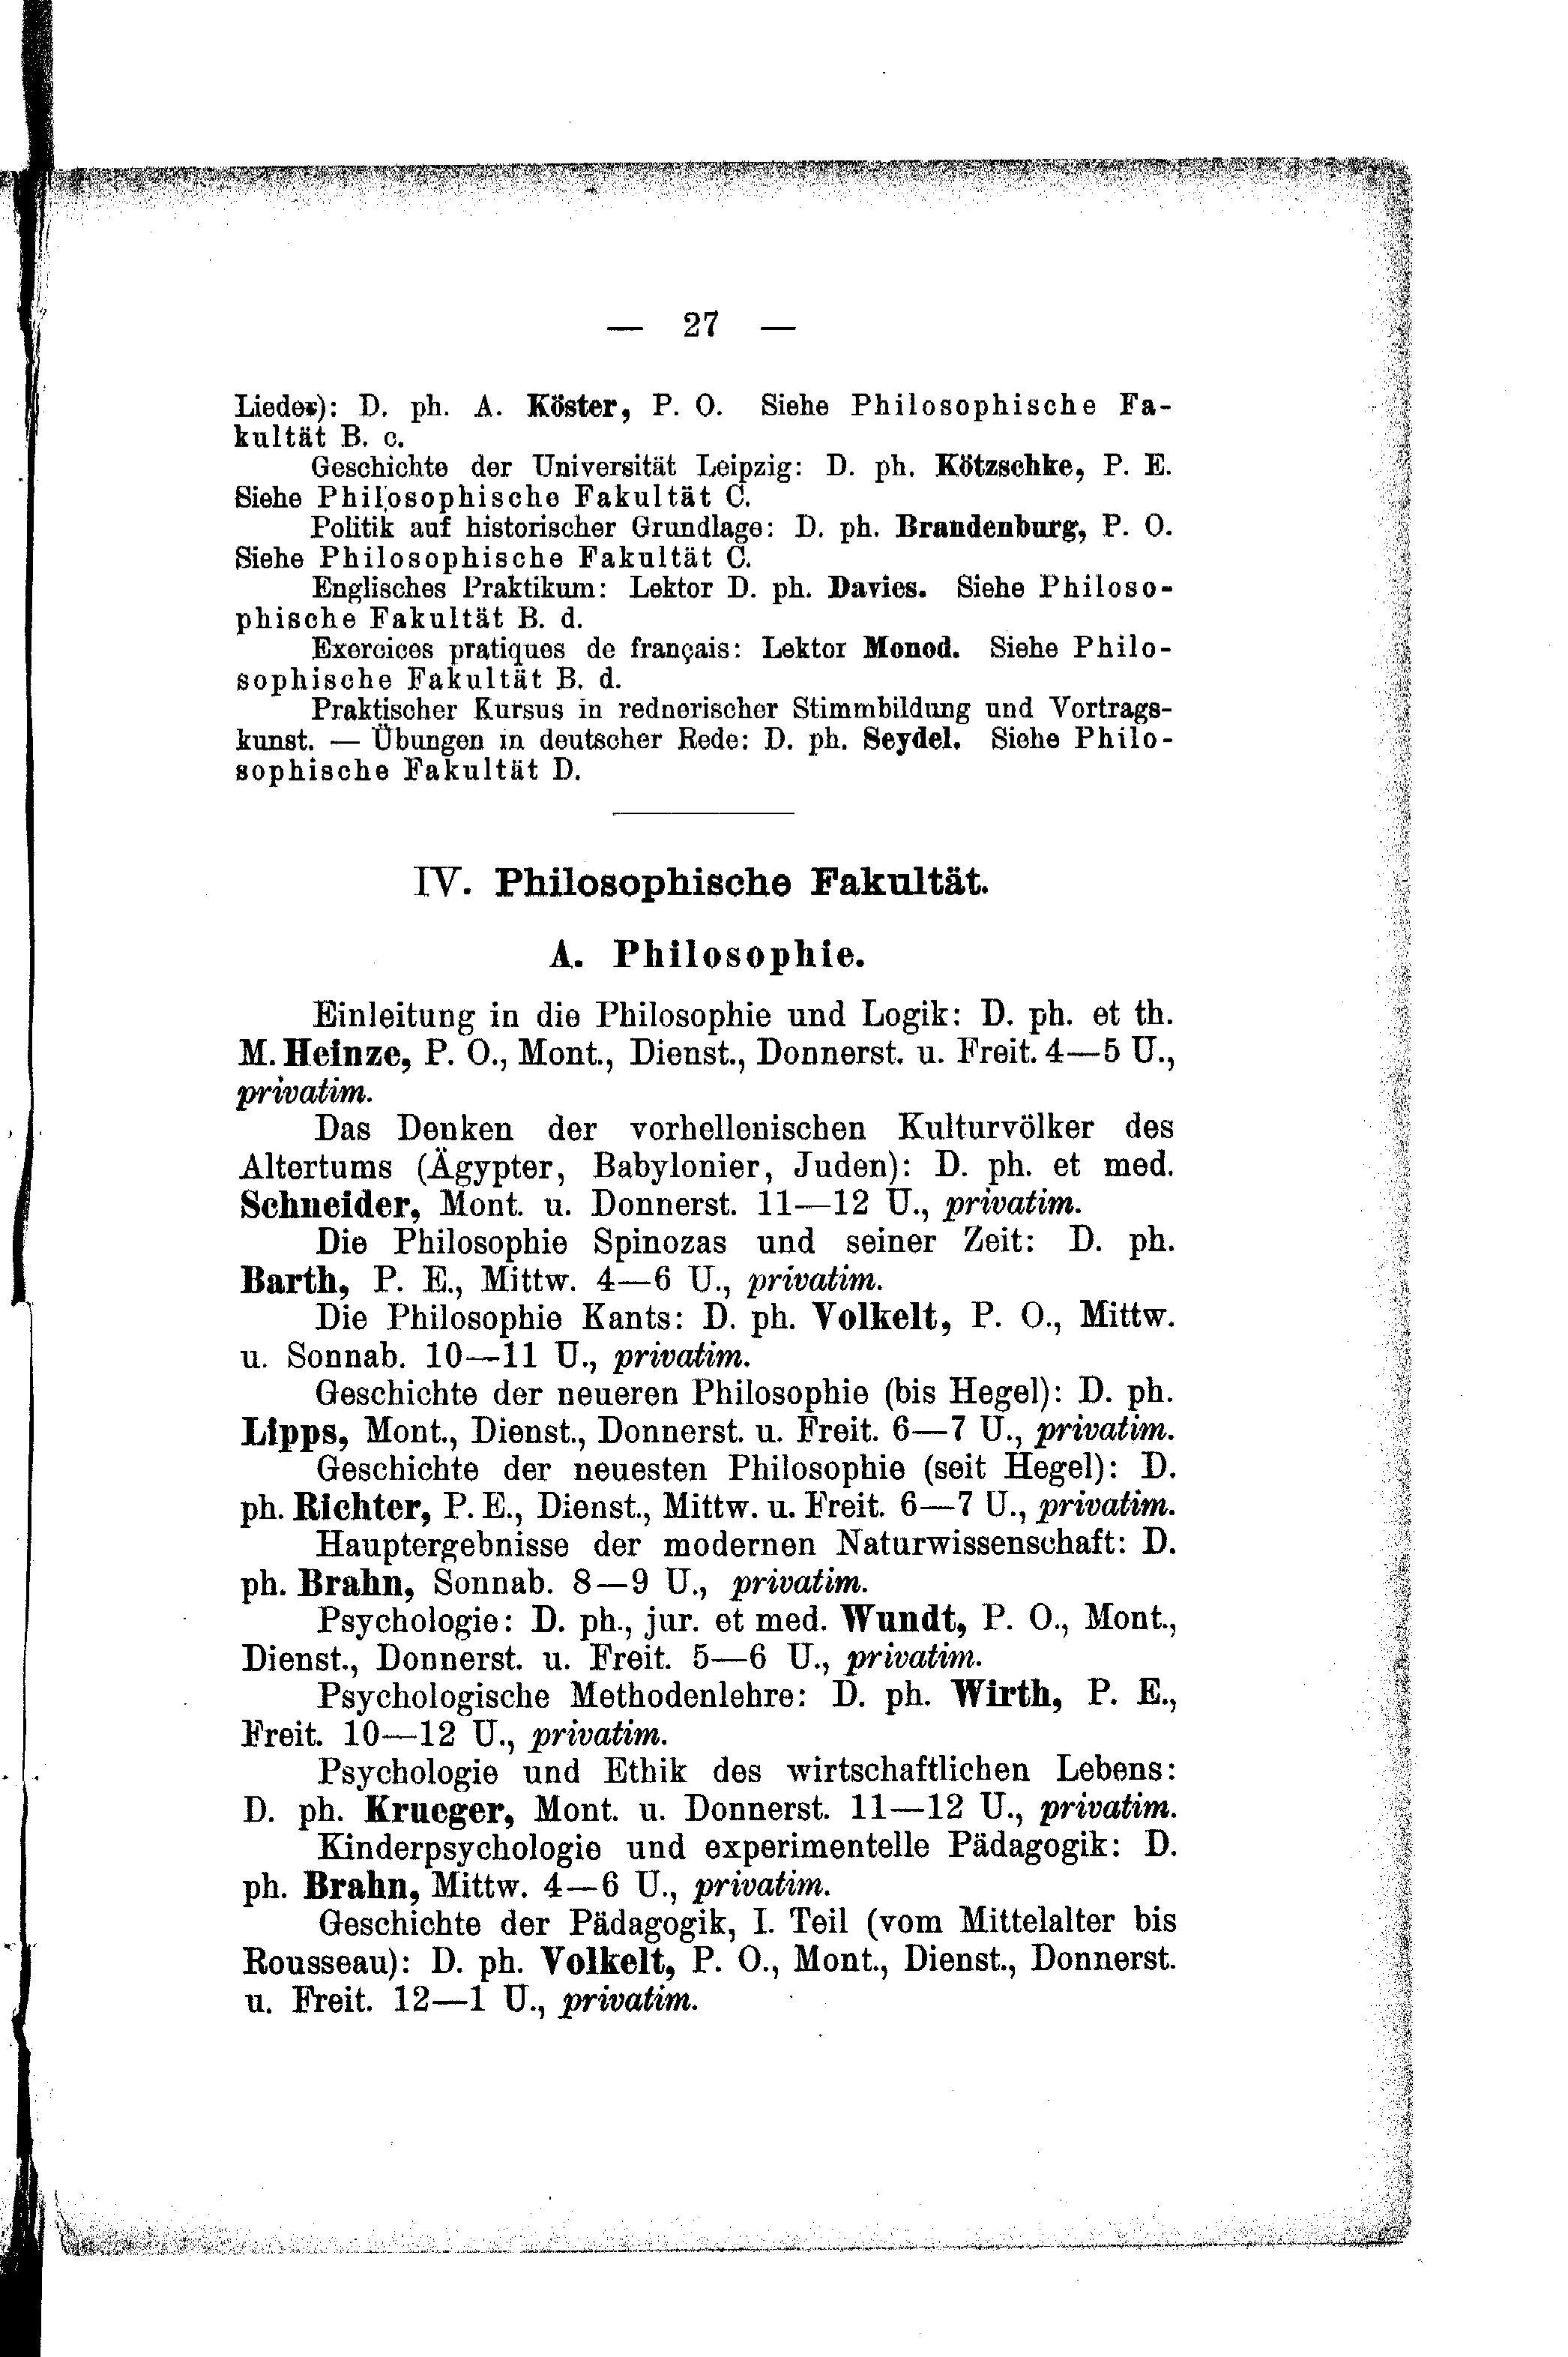 — 27 —
Lieder): D. ph. A. Köster, P. O. Siehe Philosophische Fa-
kultät B. c.
Geschichte der Universität Leipzig: D. ph. Kötzschke, P. E.
Siehe Philosophische Fakultät C.
Politik auf historischer Grundlage: D. ph. Brandenburg, P. O.
Siehe Philosophische Fakultät C.
Englisches Praktikum: Lektor D. ph. Davies. Siehe Philoso-
phische Fakultät B. d.
Exercices pratiques de français: Lektor Monod. Siehe Philo-
sophische Fakultät B. d.
Praktischer Kursus in rednerischer Stimmbildung und Vortrags-
kunst. — Übungen in deutscher Rede: D. ph. Seydel. Siehe Philo-
sophische Fakultät D.
IV. Philosophische Fakultät.
A. Philosophie.
Einleitung in die Philosophie und Logik: D. ph. et th.
M. Heinze, P. O., Mont., Dienst., Donnerst. u. Freit. 4—5 U.,
privatim.
Das Denken der vorhellenischen Kulturvölker des
Altertums (Ägypter, Babylonier, Juden): D. ph. et med.
Schneider, Mont. u. Donnerst. 11—12 U., privatim.
Die Philosophie Spinozas und seiner Zeit: D. ph.
Barth, P. E., Mittw. 4—6 U., privatim.
Die Philosophie Kants: D. ph. Volkelt, P. O., Mittw.
u. Sonnab. 10—11 U., privatim.
Geschichte der neueren Philosophie (bis Hegel): D. ph.
Lipps, Mont., Dienst., Donnerst. u. Freit. 6—7 U., privatim.
Geschichte der neuesten Philosophie (seit Hegel): D.
ph. Richter, P. E., Dienst., Mittw. u. Freit. 6—7 U., privatim.
Hauptergebnisse der modernen Naturwissenschaft: D.
ph. Brahn, Sonnab. 8—9 U., privatim.
Psychologie: D. ph., jur. et med. Wundt, P. O., Mont.,
Dienst., Donnerst. u. Freit. 5—6 U., privatim.
Psychologische Methodenlehre: D. ph. Wirth, P. E.,
Freit. 10—12 U., privatim.
Psychologie und Ethik des wirtschaftlichen Lebens:
D. ph. Krueger, Mont. u. Donnerst. 11—12 U., privatim.
Kinderpsychologie und experimentelle Pädagogik: D.
ph. Brahn, Mittw. 4—6 U., privatim.
Geschichte der Pädagogik, I. Teil (vom Mittelalter bis
Rousseau): D. ph. Volkelt, P. O., Mont., Dienst., Donnerst.
u. Freit. 12—1 U., privatim.